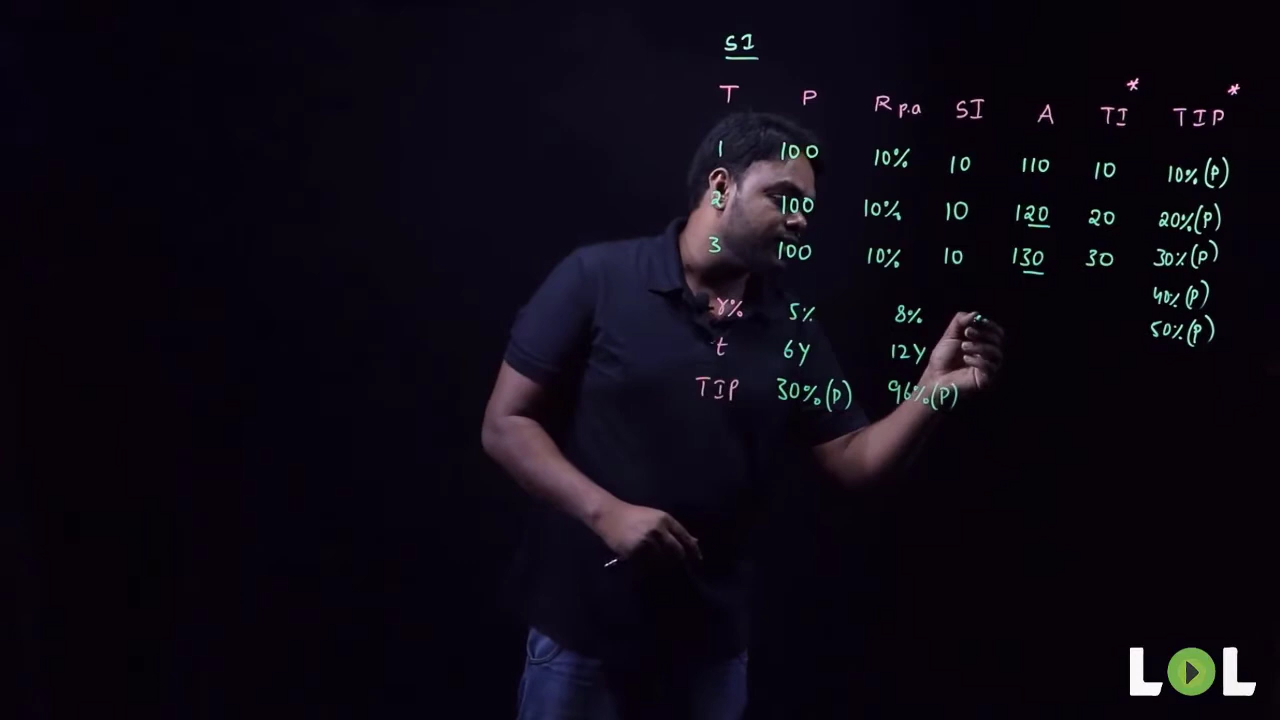 SI
T P R p.a SI A TI* TIP*
1 100 10% 10 110 10 10%(P)
2 100 10% 10 120 20 20%(P)
3 100 10% 10 130 30 30%(P)
40%(P)
r% 5% 8%
50%(P)
t 6Y 12Y
TIP 30%(P) 96%(P)
LOL